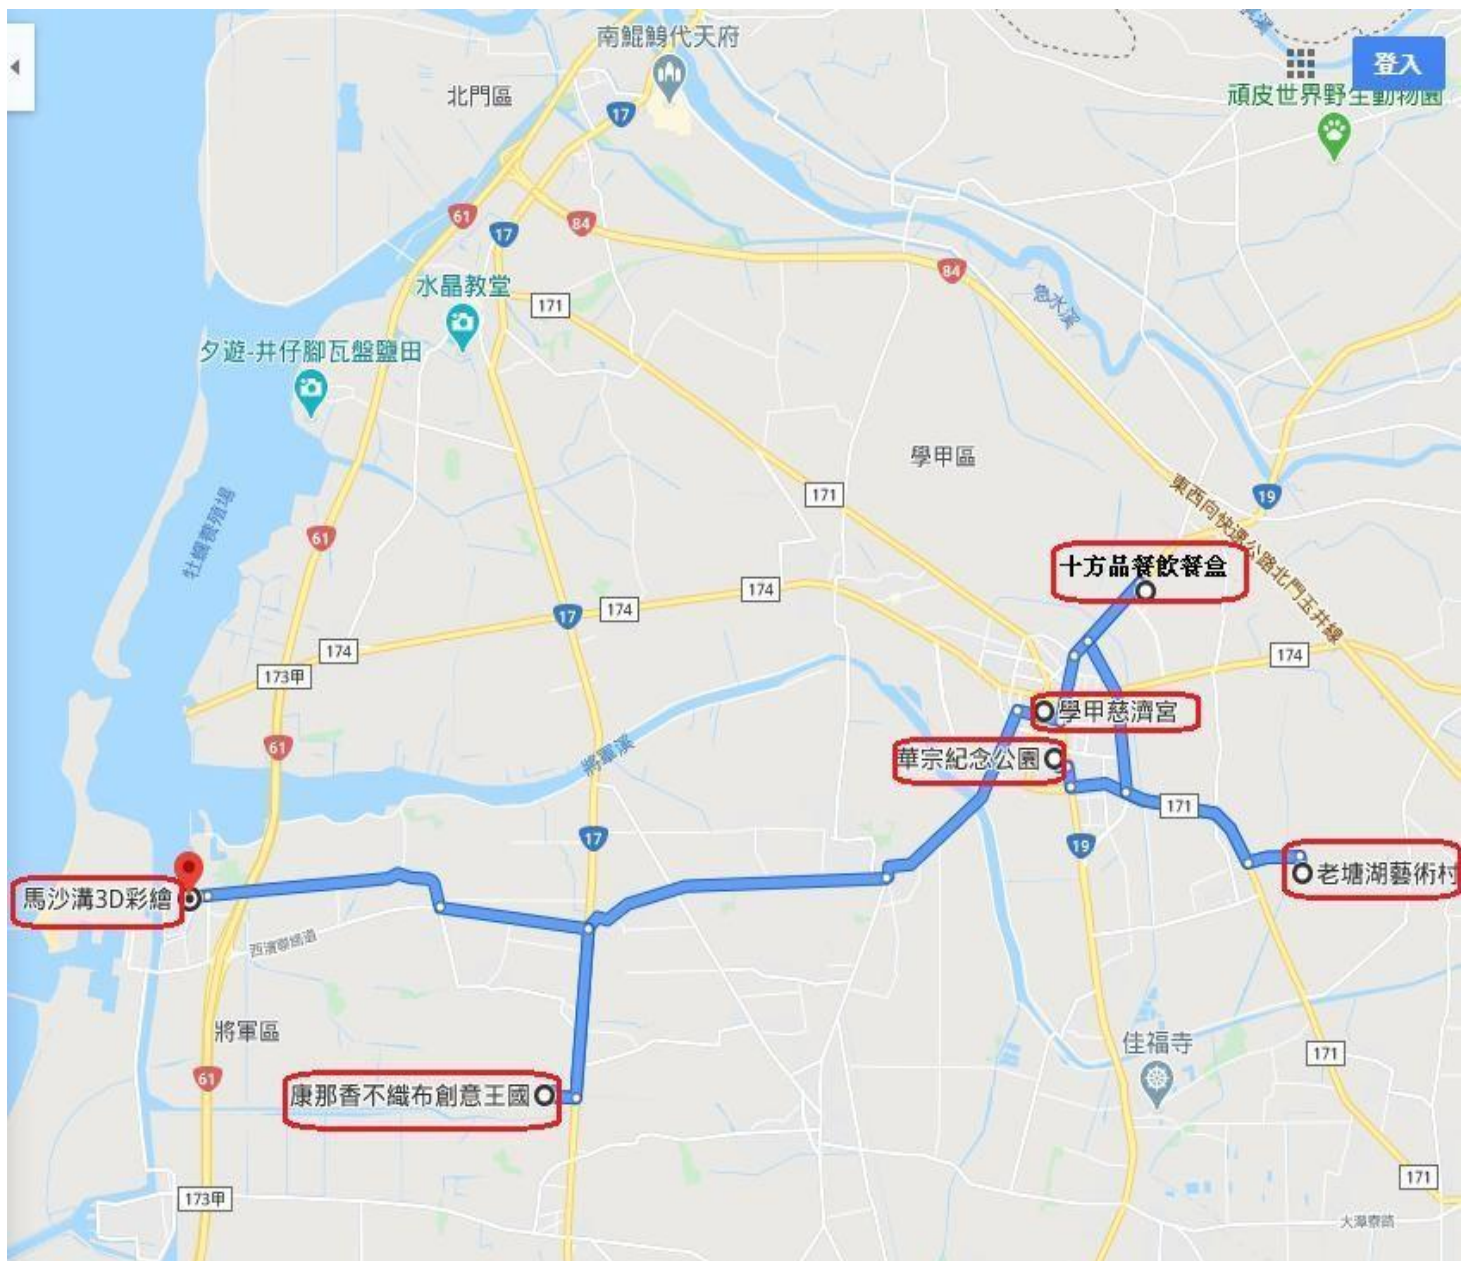 南鯤鯓代天府
北門區
登入
頑皮世界野生動物園
17
61
84
17
84
水晶教堂
171
急水溪
夕遊-井仔腳瓦盤鹽田
學甲區
171
19
牡蠣養殖場
61
東西向快速公路北門玉井線
十方品餐飲餐盒
174
174
17
174
174
173甲
學甲慈濟宮
61
將軍溪
華宗紀念公園
171
17
19
老塘湖藝術村
馬沙溝3D彩繪
西濱聯絡道
將軍區
佳福寺
171
61
康那香不織布創意王國
171
173甲